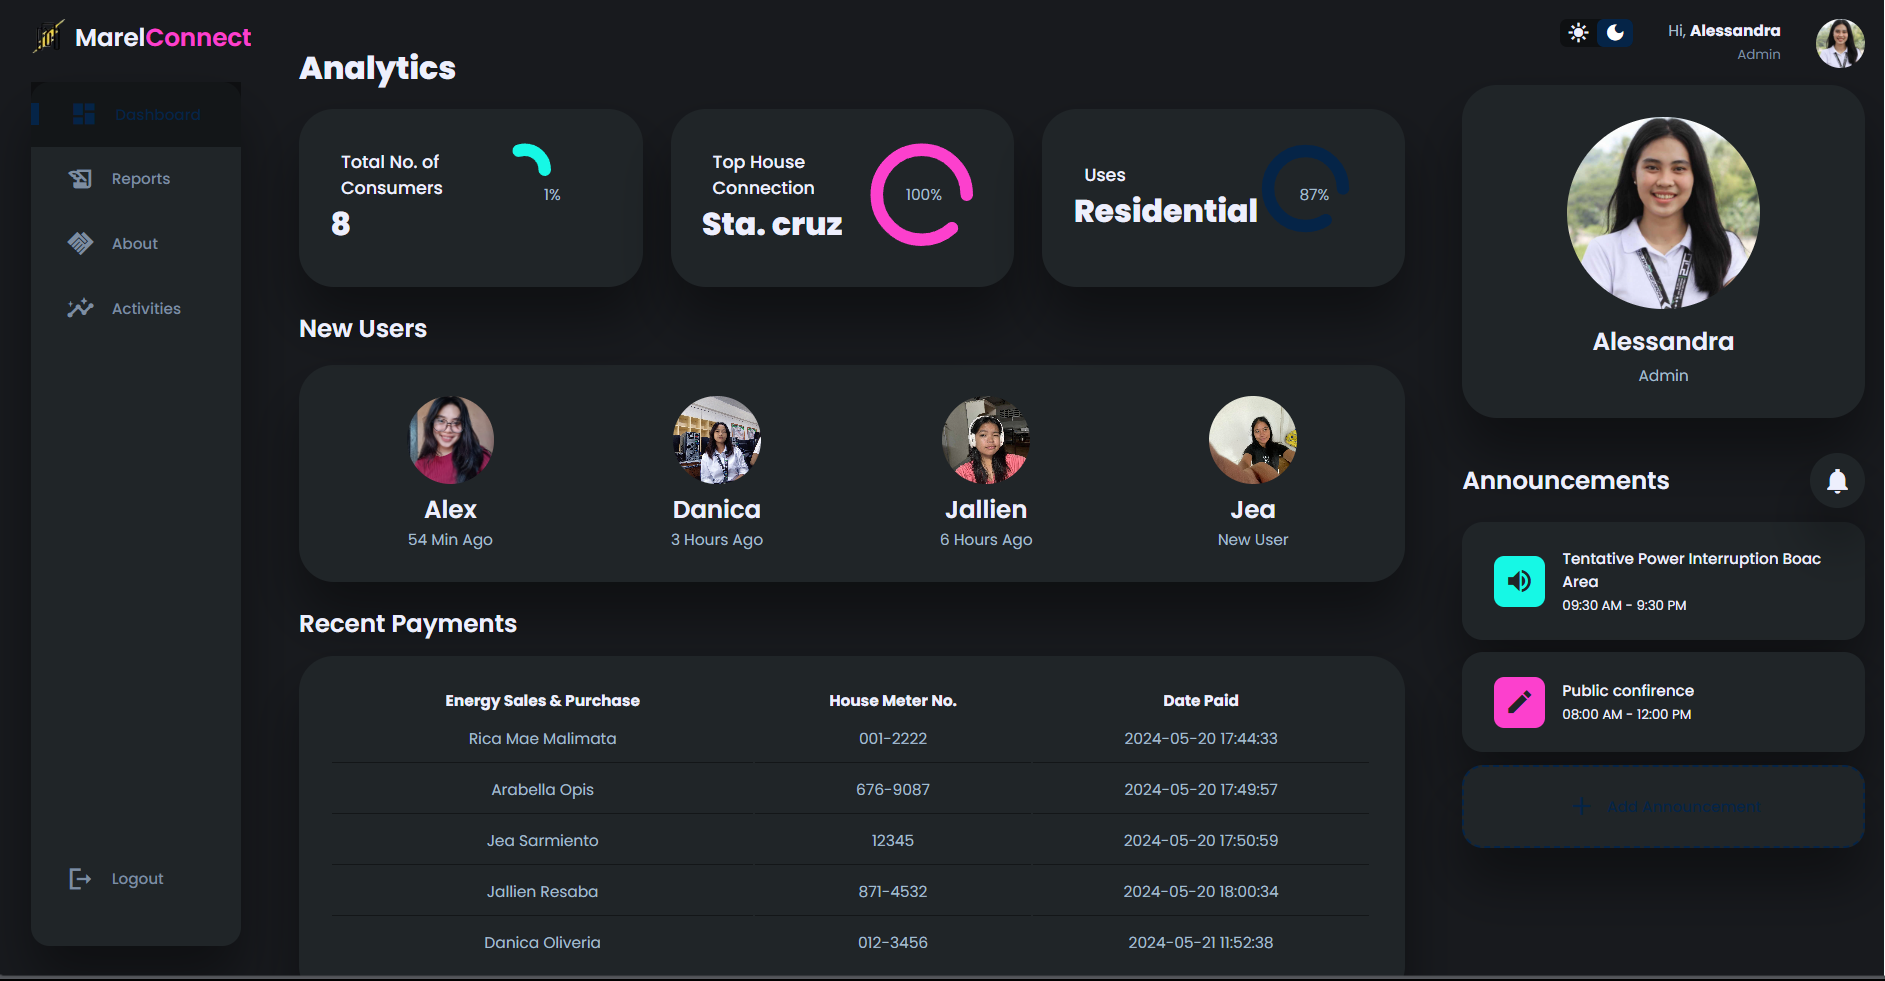 MarelConnect
Dashboard
Reports
About
Activities
Logout
Analytics
Total No. of
Consumers
8
1%
Top House
Connection
Sta. cruz
100%
Uses
Residential
87%
New Users
Alex
54 Min Ago
Danica
3 Hours Ago
Jallien
6 Hours Ago
Jea
New User
Recent Payments
Energy Sales & Purchase House Meter No. Date Paid
Rica Mae Malimata 001-2222 2024-05-20 17:44:33
Arabella Opis 676-9087 2024-05-20 17:49:57
Jea Sarmiento 12345 2024-05-20 17:50:59
Jallien Resaba 871-4532 2024-05-20 18:00:34
Danica Oliveria 012-3456 2024-05-21 11:52:38
Hi, Alessandra
Admin
Alessandra
Admin
Announcements
Tentative Power Interruption Boac
Area
09:30 AM - 9:30 PM
Public confirence
08:00 AM - 12:00 PM
Add Announcement